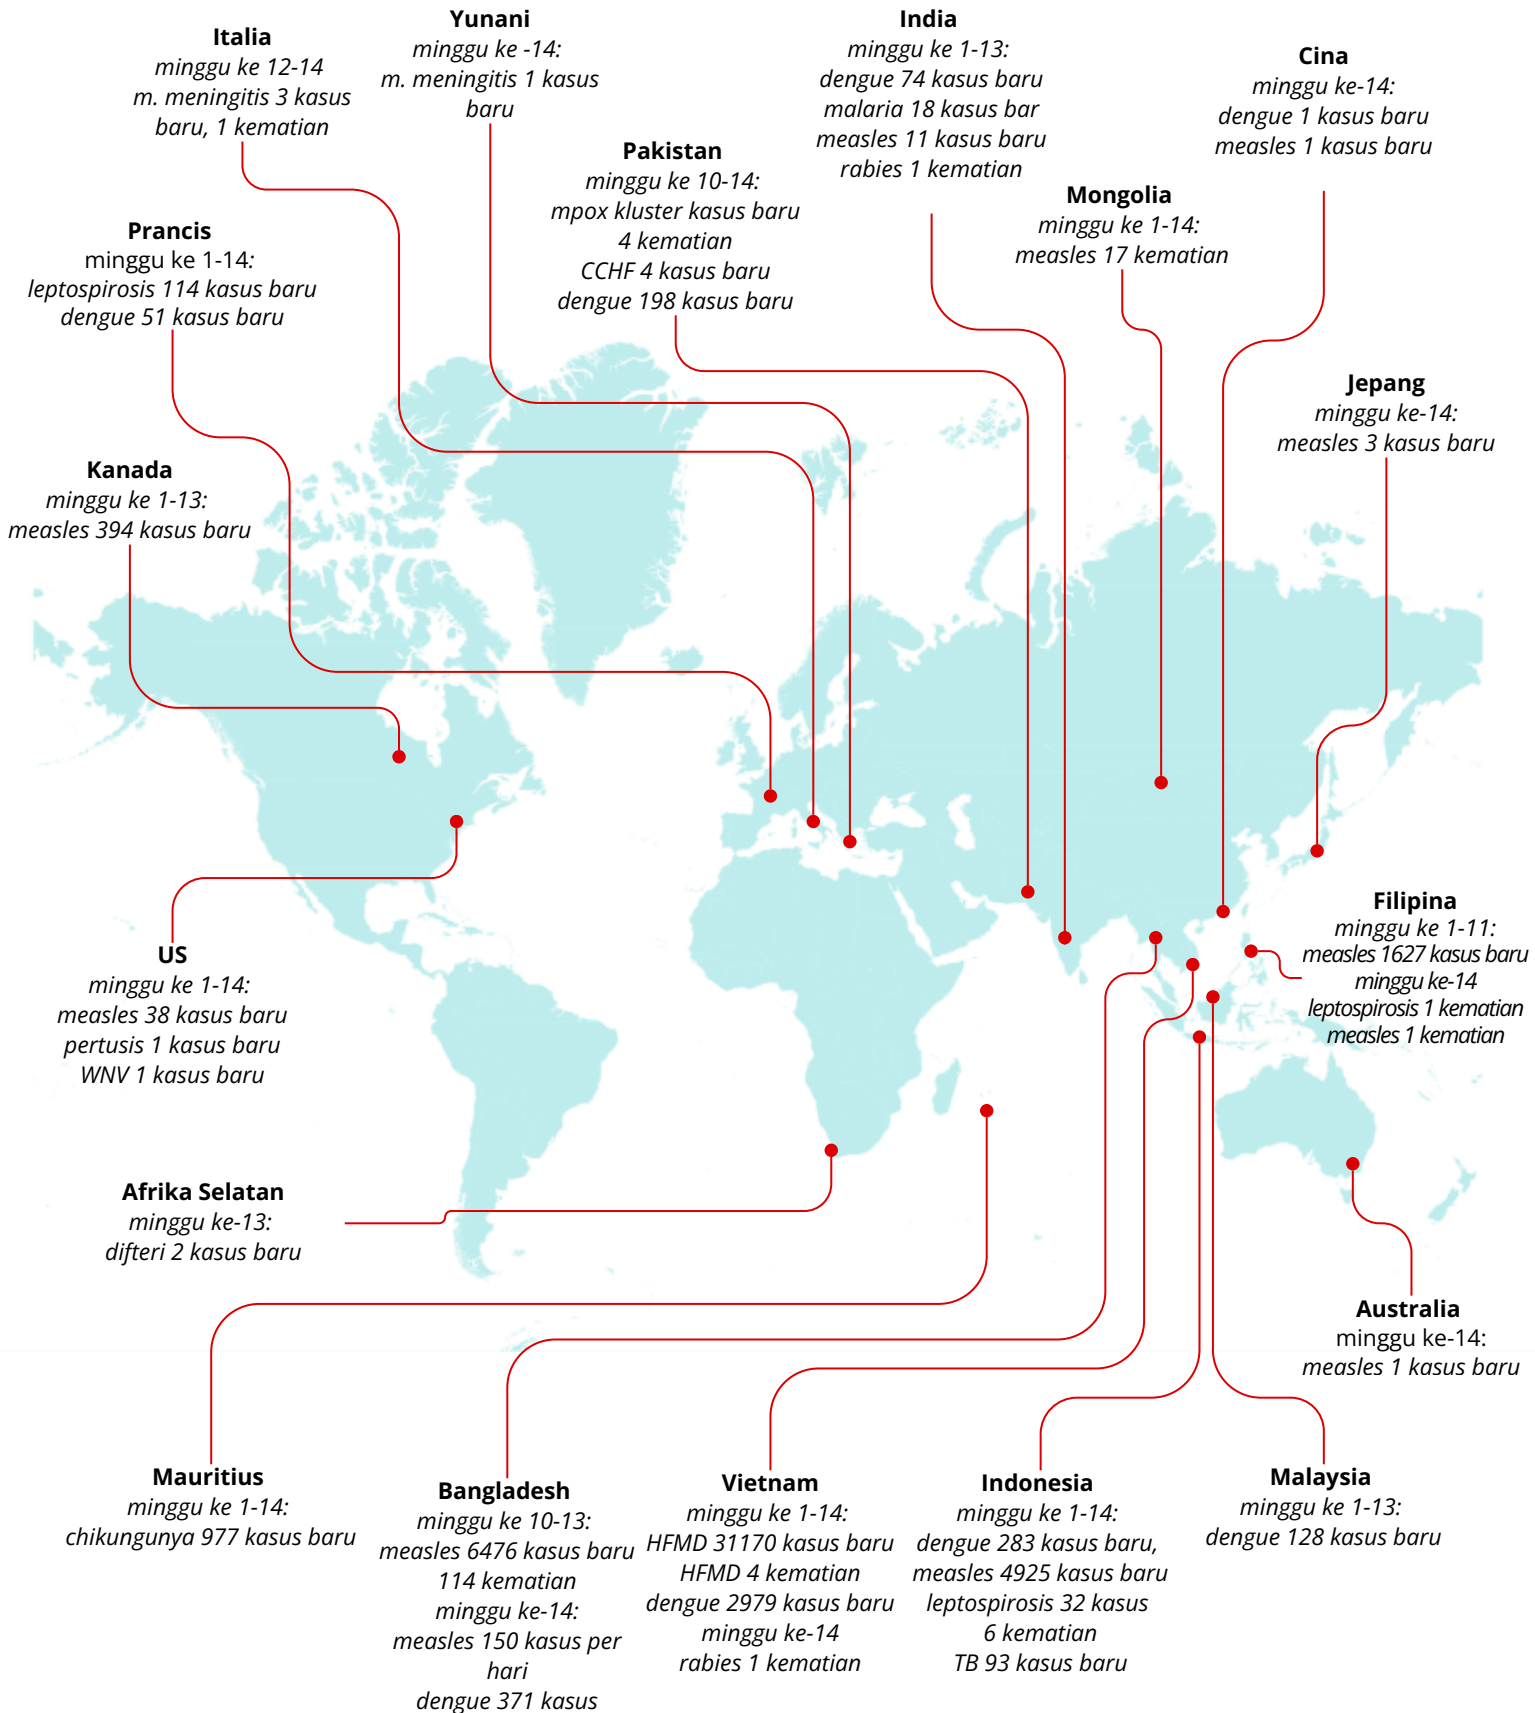 Italia
minggu ke 12-14
m. meningitis 3 kasus
baru, 1 kematian
Yunani
minggu ke -14:
m. meningitis 1 kasus
baru
India
minggu ke 1-13:
dengue 74 kasus baru
malaria 18 kasus bar
measles 11 kasus baru
rabies 1 kematian
Cina
minggu ke-14:
dengue 1 kasus baru
measles 1 kasus baru
Pakistan
minggu ke 10-14:
mpox kluster kasus baru
4 kematian
CCHF 4 kasus baru
dengue 198 kasus baru
Mongolia
minggu ke 1-14:
measles 17 kematian
Prancis
minggu ke 1-14:
leptospirosis 114 kasus baru
dengue 51 kasus baru
Jepang
minggu ke-14:
measles 3 kasus baru
Kanada
minggu ke 1-13:
measles 394 kasus baru
Filipina
minggu ke 1-11:
measles 1627 kasus baru
minggu ke-14
leptospirosis 1 kematian
measles 1 kematian
US
minggu ke 1-14:
measles 38 kasus baru
pertusis 1 kasus baru
WNV 1 kasus baru
Afrika Selatan
minggu ke-13:
difteri 2 kasus baru
Australia
minggu ke-14:
measles 1 kasus baru
Mauritius
minggu ke 1-14:
chikungunya 977 kasus baru
Bangladesh
minggu ke 10-13:
measles 6476 kasus baru
114 kematian
minggu ke-14:
measles 150 kasus per
hari
dengue 371 kasus
Vietnam
minggu ke 1-14:
HFMD 31170 kasus baru
HFMD 4 kematian
dengue 2979 kasus baru
minggu ke-14
rabies 1 kematian
Indonesia
minggu ke 1-14:
dengue 283 kasus baru,
measles 4925 kasus baru
leptospirosis 32 kasus
6 kematian
TB 93 kasus baru
Malaysia
minggu ke 1-13:
dengue 128 kasus baru